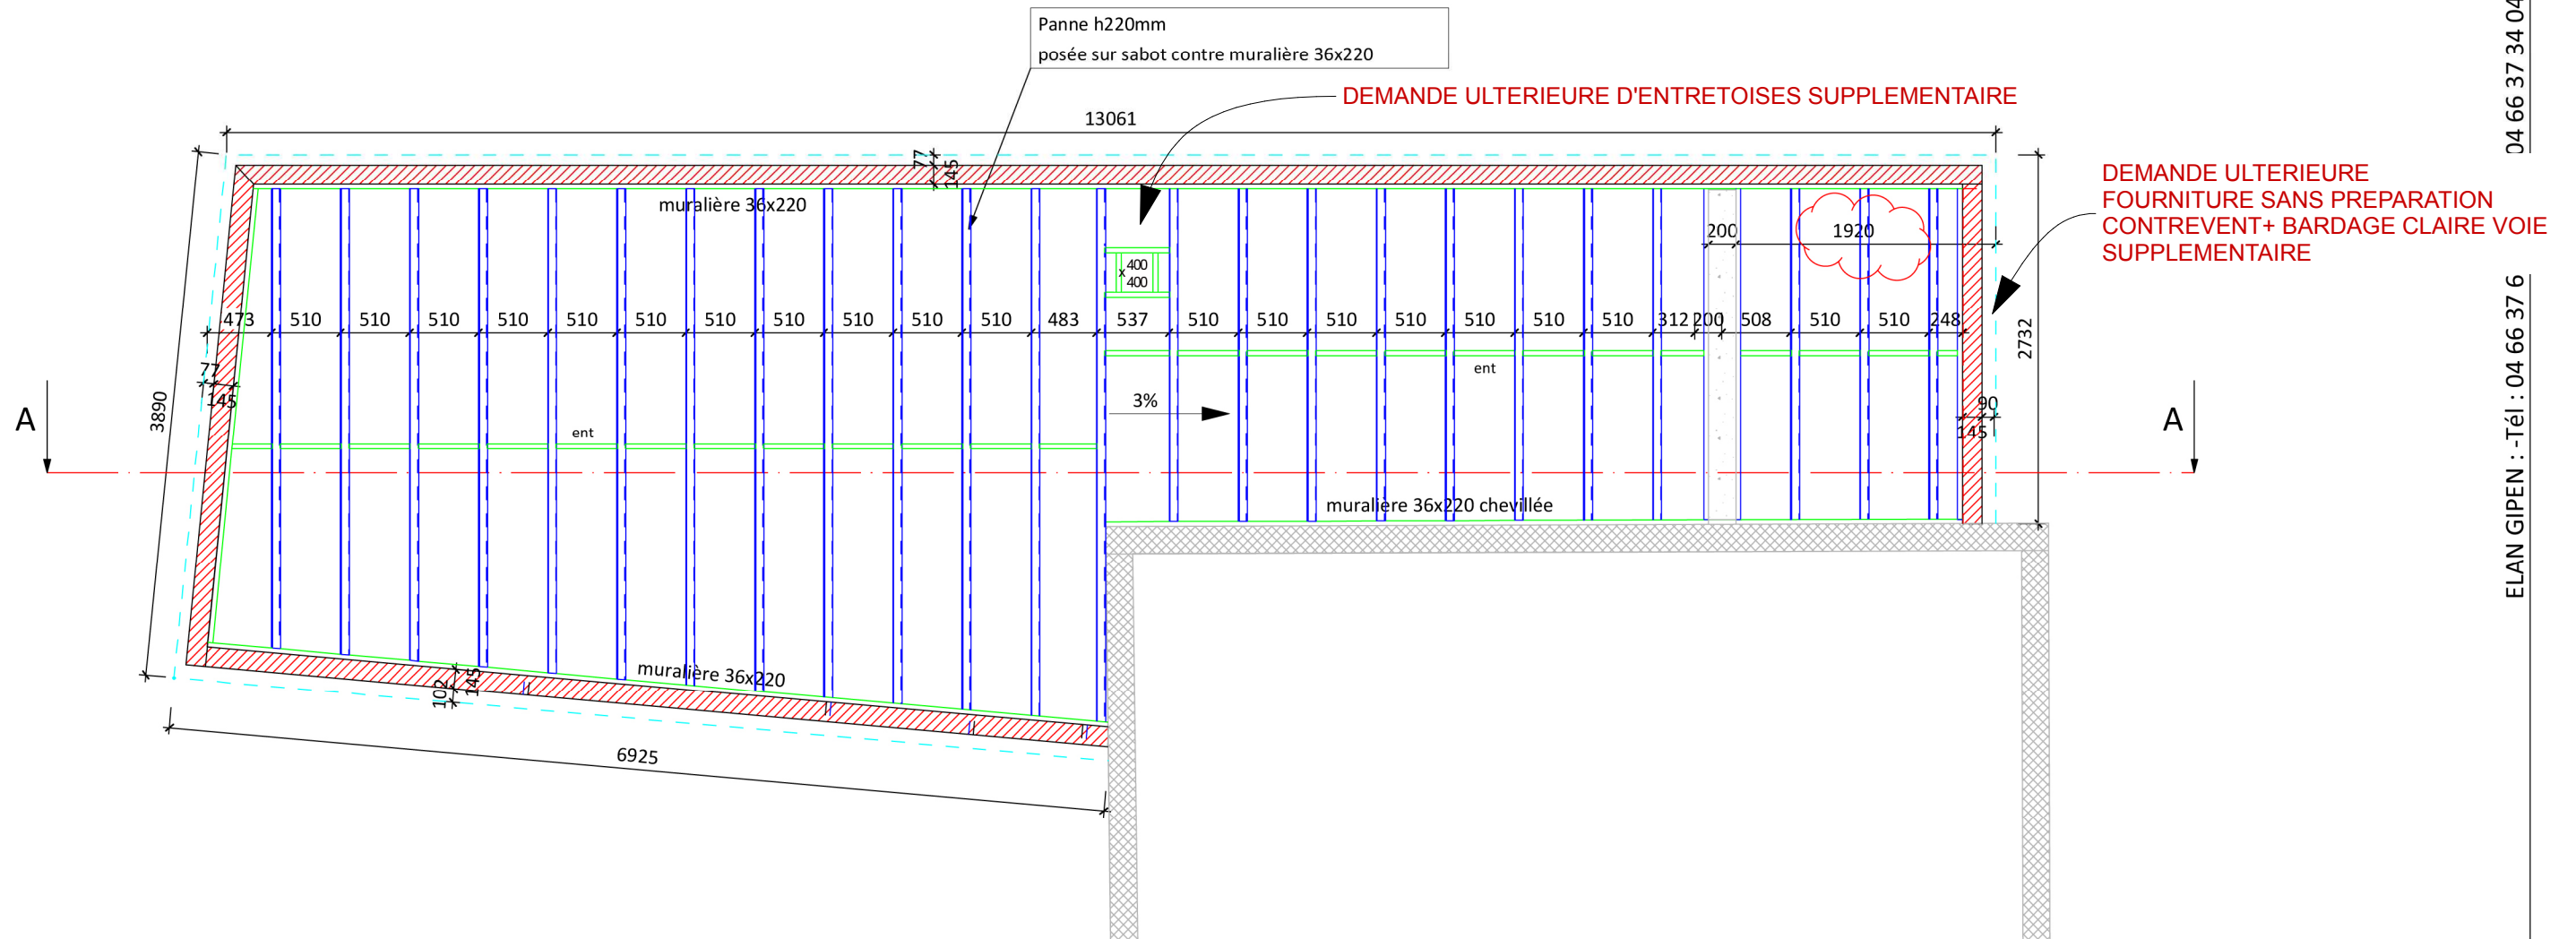 Panne h220mm
posée sur sabot contre muralière 36x220
DEMANDE ULTERIEURE D'ENTRETOISES SUPPLEMENTAIRE
13061
77
145
muralière 36x220
DEMANDE ULTERIEURE
FOURNITURE SANS PREPARATION
CONTREVENT+ BARDAGE CLAIRE VOIE
SUPPLEMENTAIRE
200
1920
x 400
400
473 510 510 510 510 510 510 510 510 510 510 510 483 537 510 510 510 510 510 510 510 312 200 508 510 510 248
2732
77
145
3890
ent
ent
3%
90
145
A
A
muralière 36x220 chevillée
muralière 36x220
102
145
6925
04 66 37 34 04
ELAN GIPEN : -Tél : 04 66 37 6